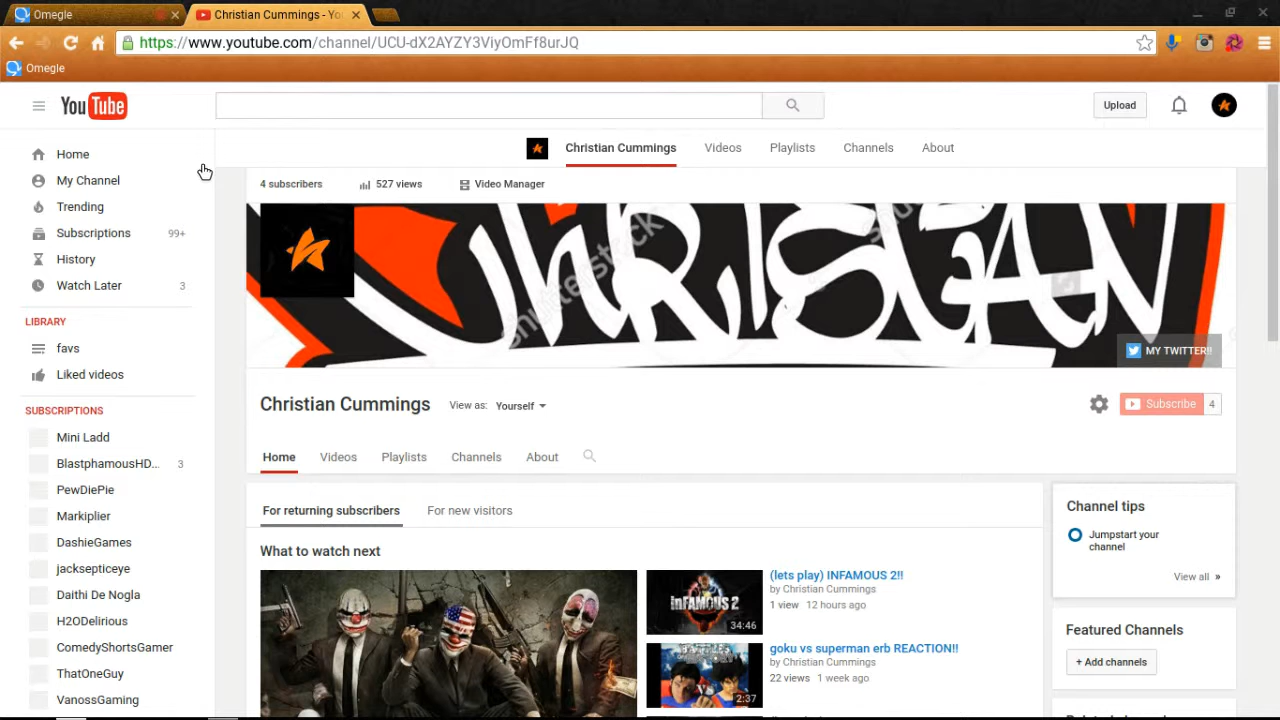 Omegle
Christian Cummings - Yo
https://www.youtube.com/channel/UCU-dX2AYZY3ViyOmFf8urJQ
Omegle
YouTube
Upload
Christian Cummings Videos Playlists Channels About
Home
My Channel
Trending
Subscriptions 99+
History
Watch Later 3
LIBRARY
favs
Liked videos
SUBSCRIPTIONS
Mini Ladd
BlastphamousHD... 3
PewDiePie
Markiplier
DashieGames
jacksepticeye
Daithi De Nogla
H2ODelirious
ComedyShortsGamer
ThatOneGuy
VanossGaming
4 subscribers 527 views Video Manager
CHRISTIAN
shutterstock
MY TWITTER!!
Christian Cummings View as: Yourself
Subscribe 4
Home Videos Playlists Channels About
For returning subscribers For new visitors
What to watch next
inFAMOUS 2
34:46
(lets play) INFAMOUS 2!!
by Christian Cummings
1 view 12 hours ago
2:37
goku vs superman erb REACTION!!
by Christian Cummings
22 views 1 week ago
Channel tips
Jumpstart your
channel
View all »
Featured Channels
+ Add channels